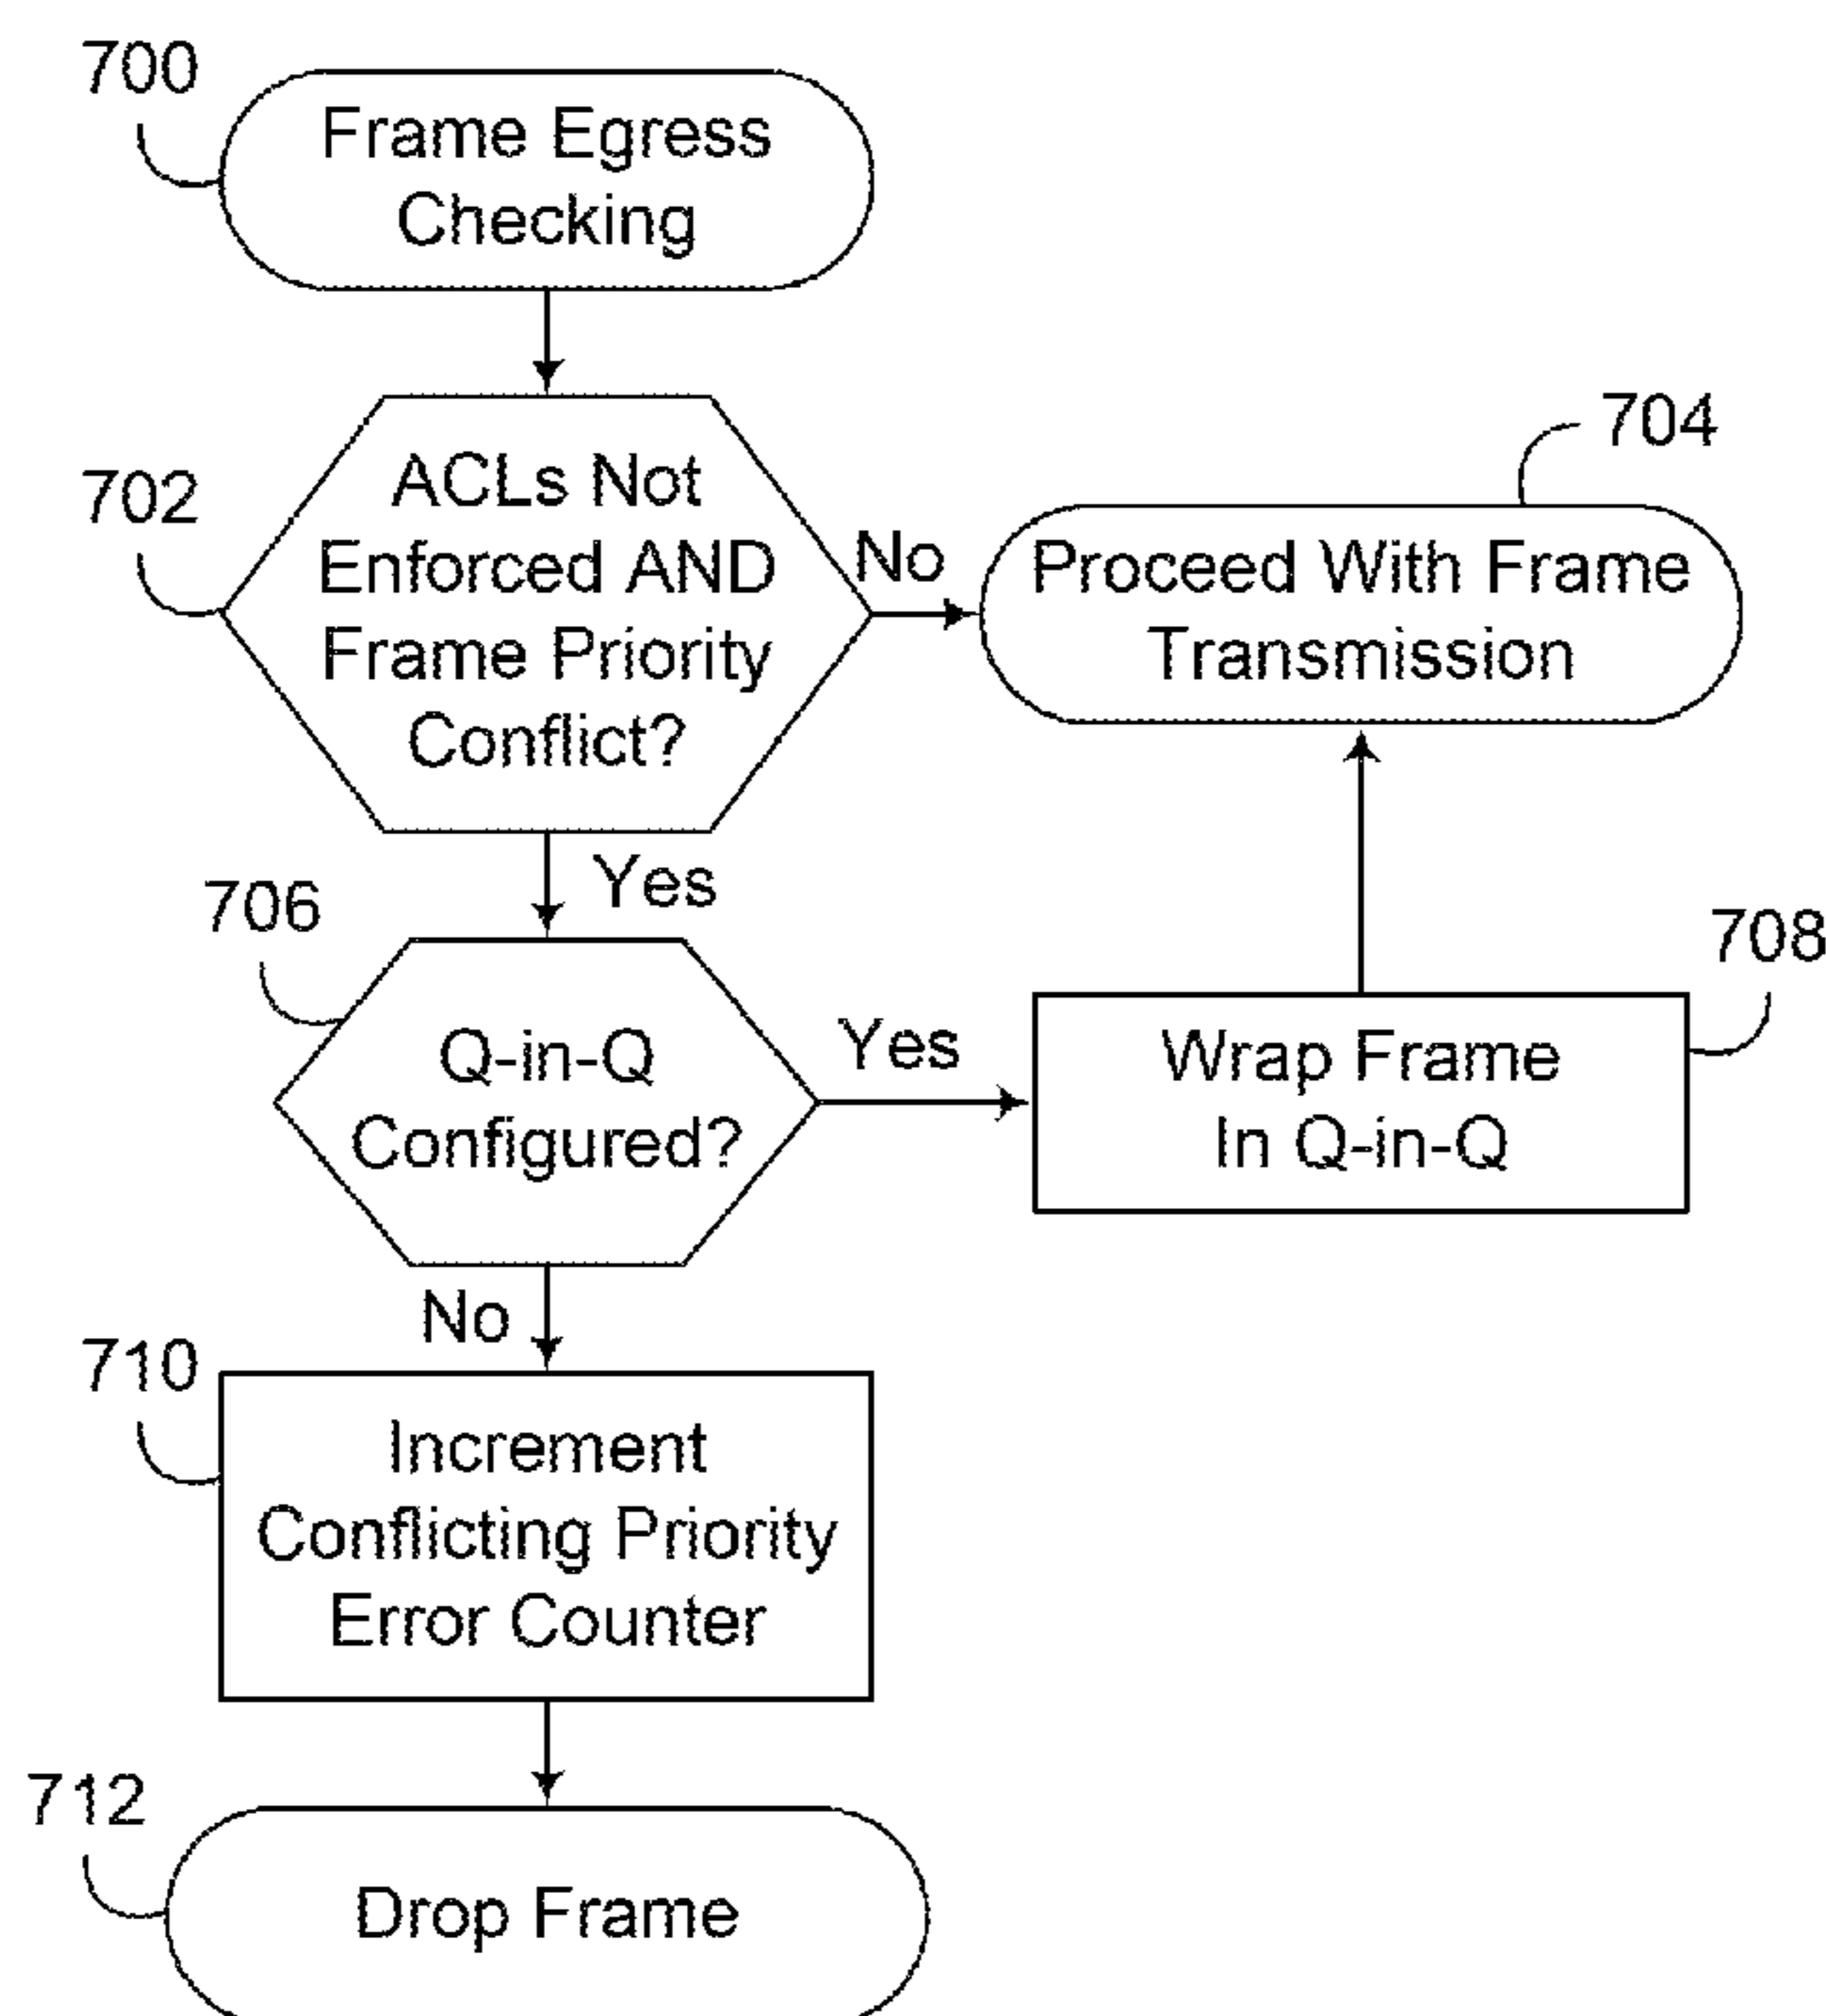 700
Frame Egress
Checking
702
ACLs Not
Enforced AND
Frame Priority
Conflict?
No
704
Proceed With Frame
Transmission
Yes
706
Q-in-Q
Configured?
Yes
708
Wrap Frame
In Q-in-Q
No
710
Increment
Conflicting Priority
Error Counter
712
Drop Frame